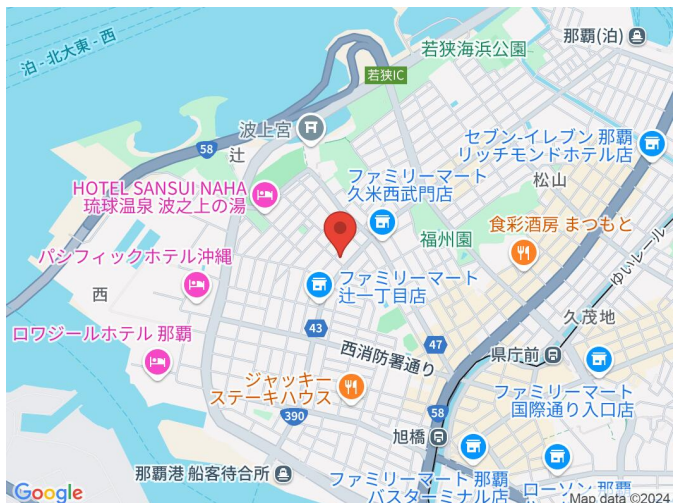 泊・北大東・西
若狭海浜公園
那覇(泊)
若狭IC
波上宮
58
辻
セブン-イレブン 那覇
リッチモンドホテル店
HOTEL SANSUI NAHA
琉球温泉 波之上の湯
ファミリーマート
久米西武門店
松山
福州園
食彩酒房 まつもと
パシフィックホテル沖縄
ゆいレール
西
ファミリーマート
辻一丁目店
ロワジールホテル 那覇
43
久茂地
西消防署通り
47
県庁前
ジャッキー
ステーキハウス
ファミリーマート
国際通り入口店
390
58
旭橋
那覇港 船客待合所
ファミリーマート 那覇
バスターミナル店
ローソン 那覇
Google
Map data ©2024